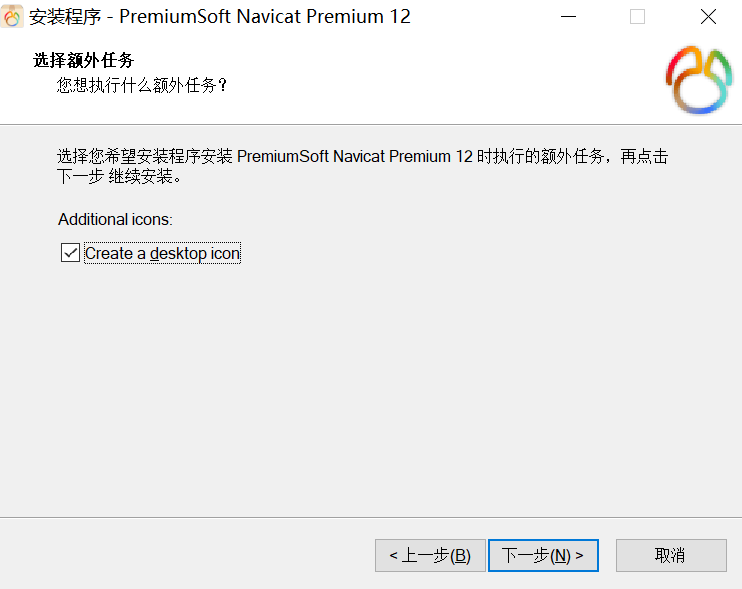 安装程序 - PremiumSoft Navicat Premium 12
选择额外任务
您想执行什么额外任务？
选择您希望安装程序安装 PremiumSoft Navicat Premium 12 时执行的额外任务，再点击
下一步 继续安装。
Additional icons:
Create a desktop icon
< 上一步(B) 下一步(N) > 取消